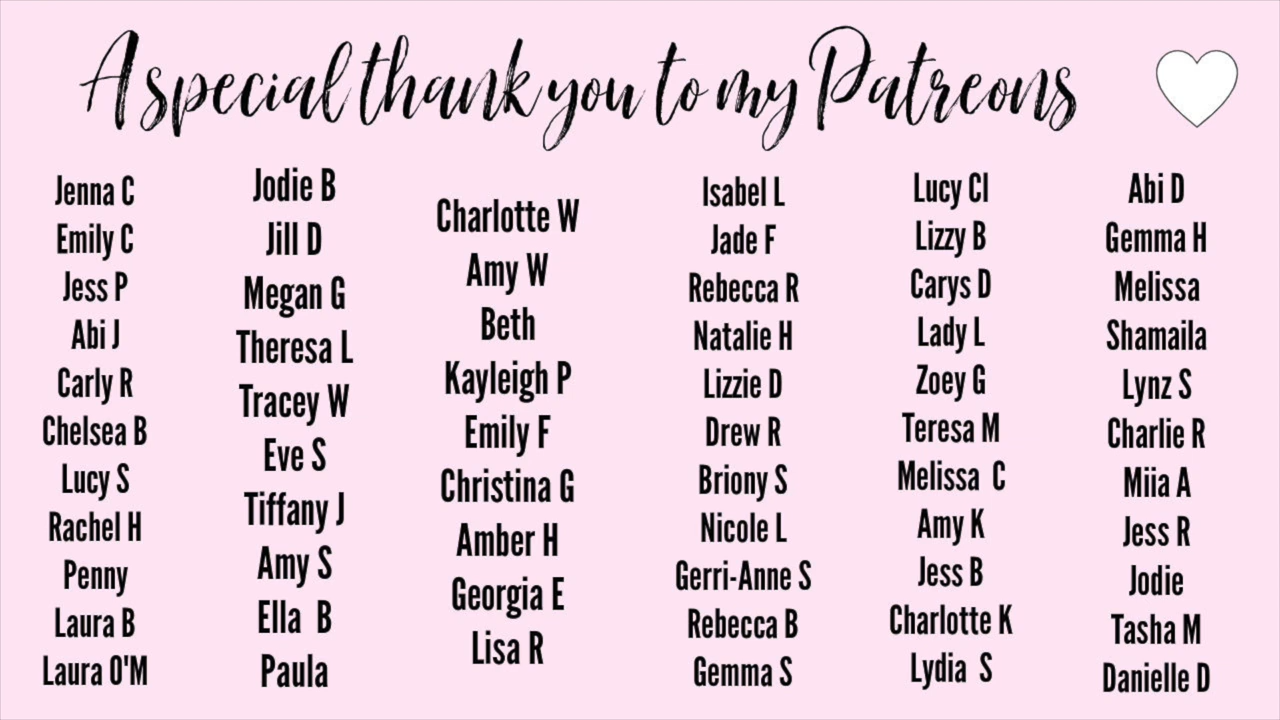 A special thank you to my Patreons
Jenna C
Emily C
Jess P
Abi J
Carly R
Chelsea B
Lucy S
Rachel H
Penny
Laura B
Laura O'M
Jodie B
Jill D
Megan G
Theresa L
Tracey W
Eve S
Tiffany J
Amy S
Ella B
Paula
Charlotte W
Amy W
Beth
Kayleigh P
Emily F
Christina G
Amber H
Georgia E
Lisa R
Isabel L
Jade F
Rebecca R
Natalie H
Lizzie D
Drew R
Briony S
Nicole L
Gerri-Anne S
Rebecca B
Gemma S
Lucy Cl
Lizzy B
Carys D
Lady L
Zoey G
Teresa M
Melissa C
Amy K
Jess B
Charlotte K
Lydia S
Abi D
Gemma H
Melissa
Shamaila
Lynz S
Charlie R
Miia A
Jess R
Jodie
Tasha M
Danielle D